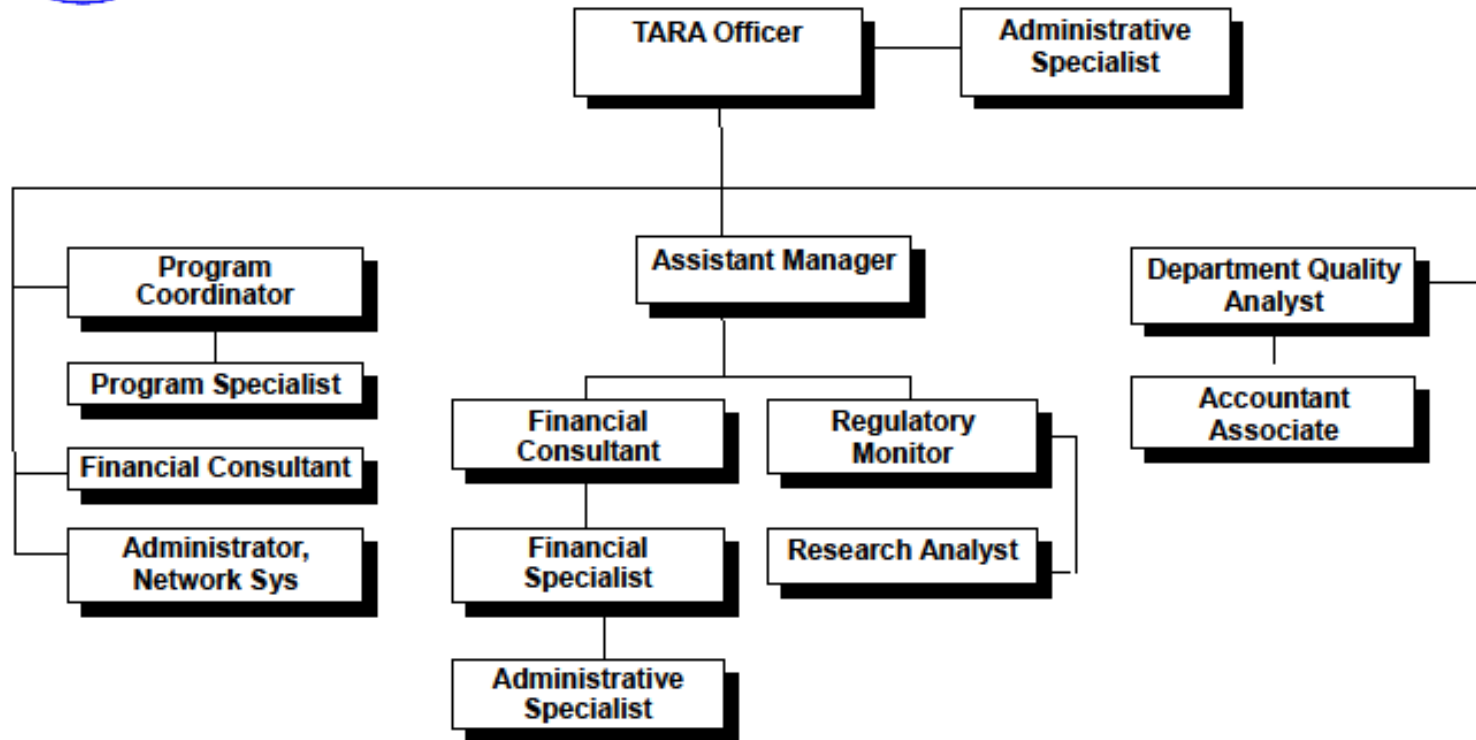 TARA Officer
Administrative
Specialist
Program
Coordinator
Assistant Manager
Department Quality
Analyst
Program Specialist
Financial
Consultant
Regulatory
Monitor
Accountant
Associate
Financial Consultant
Administrator,
Network Sys
Financial
Specialist
Research Analyst
Administrative
Specialist